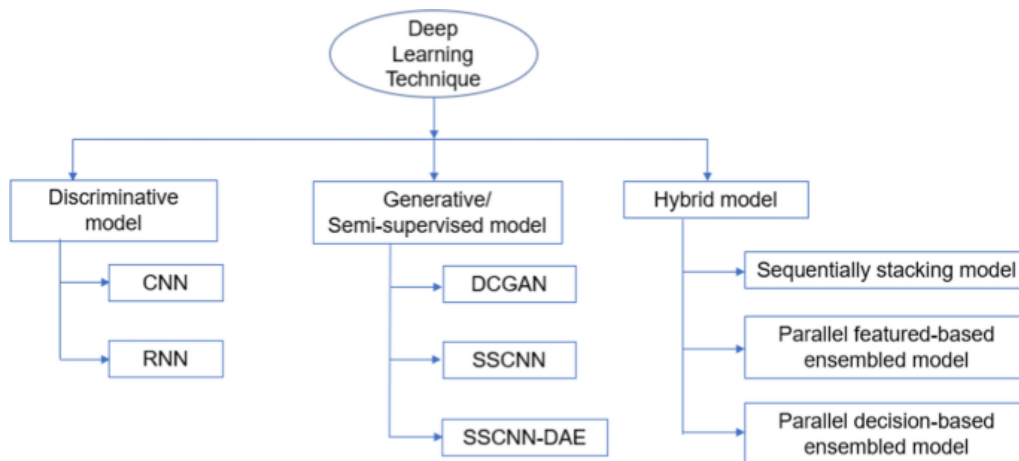 Deep
Learning
Technique
Discriminative
model
CNN
RNN
Generative/
Semi-supervised model
DCGAN
SSCNN
SSCNN-DAE
Hybrid model
Sequentially stacking model
Parallel featured-based
ensembled model
Parallel decision-based
ensembled model